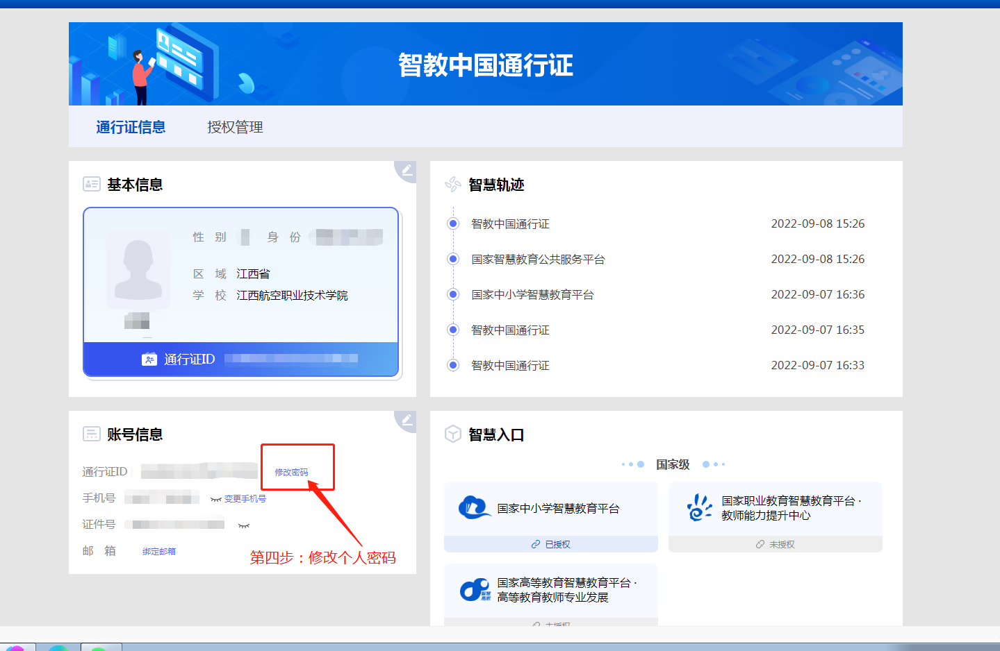 智教中国通行证
通行证信息
授权管理
基本信息
性 别
身 份
区 域 江西省
学 校 江西航空职业技术学院
通行证ID
智慧轨迹
智教中国通行证 2022-09-08 15:26
国家智慧教育公共服务平台 2022-09-08 15:26
国家中小学智慧教育平台 2022-09-07 16:36
智教中国通行证 2022-09-07 16:35
智教中国通行证 2022-09-07 16:33
账号信息
通行证ID 修改密码
手机号 变更手机号
证件号
邮 箱 绑定邮箱
第四步：修改个人密码
智慧入口
国家级
国家中小学智慧教育平台
已授权
国家职业教育智慧教育平台·
教师能力提升中心
未授权
智慧
高教
国家高等教育智慧教育平台·
高等教育教师专业发展
未授权